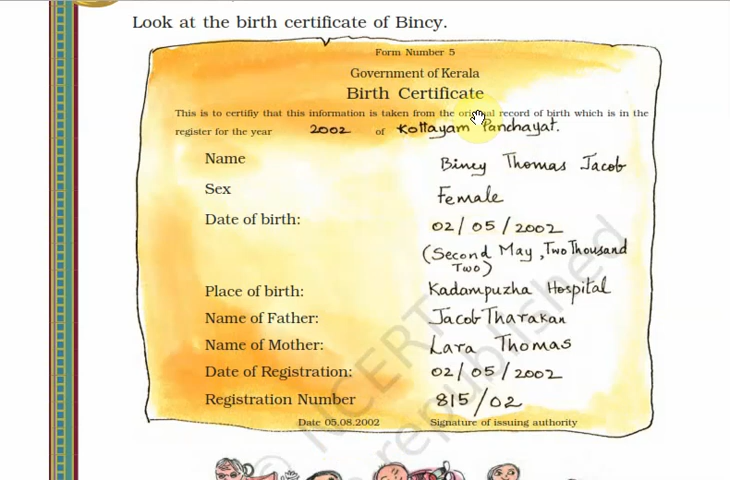 Look at the birth certificate of Bincy.
Form Number 5
Government of Kerala
Birth Certificate
This is to certifiy that this information is taken from the original record of birth which is in the
register for the year 2002 of Kottayam Panchayat.
Name Bincy Thomas Jacob
Sex Female
Date of birth: 02/05/2002
(Second May, Two Thousand
Two)
Place of birth: Kadampuzha Hospital
Name of Father: Jacob Tharakan
Name of Mother: Lara Thomas
Date of Registration: 02/05/2002
Registration Number 815/02
Date 05.08.2002 Signature of issuing authority
© NCERT
republished